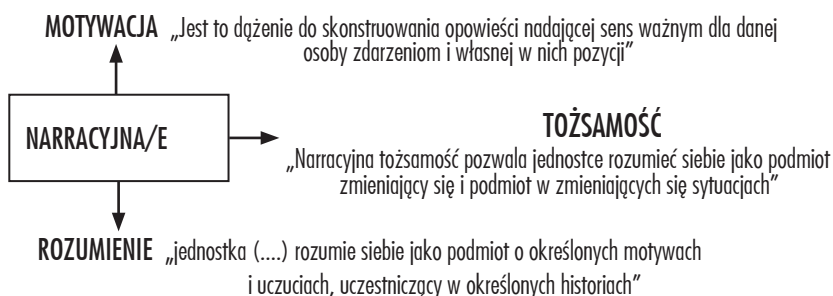 MOTYWACJA „Jest to dążenie do skonstruowania opowieści nadającej sens ważnym dla danej
osoby zdarzeniom i własnej w nich pozycji”
NARRACYJNA/E
TOŻSAMOŚĆ
„Narracyjna tożsamość pozwala jednostce rozumieć siebie jako podmiot
zmieniający się i podmiot w zmieniających się sytuacjach”
ROZUMIENIE „jednostka (....) rozumie siebie jako podmiot o określonych motywach
i uczuciach, uczestniczący w określonych historiach”